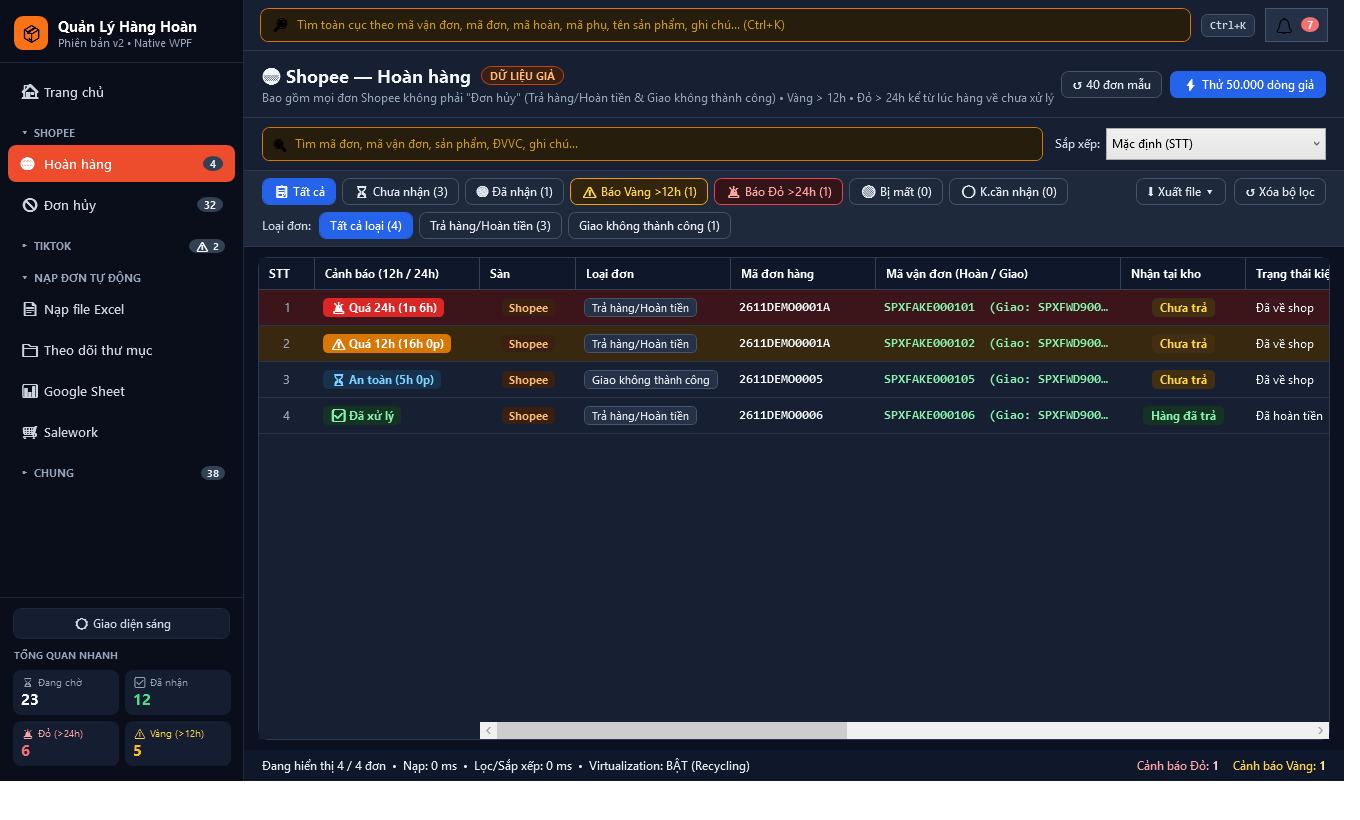 Quản Lý Hàng Hoàn
Phiên bản v2 • Native WPF
Trang chủ
SHOPEE
Hoàn hàng 4
Đơn hủy 32
TIKTOK 2
NẠP ĐƠN TỰ ĐỘNG
Nạp file Excel
Theo dõi thư mục
Google Sheet
Salework
CHUNG 38
Giao diện sáng
TỔNG QUAN NHANH
Đang chờ
23
Đã nhận
12
Đỏ (>24h)
6
Vàng (>12h)
5
Tìm toàn cục theo mã vận đơn, mã đơn, mã hoàn, mã phụ, tên sản phẩm, ghi chú... (Ctrl+K)
Ctrl+K
7
Shopee — Hoàn hàng DỮ LIỆU GIẢ
Bao gồm mọi đơn Shopee không phải "Đơn hủy" (Trả hàng/Hoàn tiền & Giao không thành công) • Vàng > 12h • Đỏ > 24h kể từ lúc hàng về chưa xử lý
↺ 40 đơn mẫu
Thử 50.000 dòng giả
Tìm mã đơn, mã vận đơn, sản phẩm, ĐVVC, ghi chú...
Sắp xếp: Mặc định (STT)
Tất cả Chưa nhận (3) Đã nhận (1) Báo Vàng >12h (1) Báo Đỏ >24h (1) Bị mất (0) K.cần nhận (0) Xuất file Xóa bộ lọc
Loại đơn: Tất cả loại (4) Trả hàng/Hoàn tiền (3) Giao không thành công (1)
STT Cảnh báo (12h / 24h) Sàn Loại đơn Mã đơn hàng Mã vận đơn (Hoàn / Giao) Nhận tại kho Trạng thái kiệ
1 Quá 24h (1n 6h) Shopee Trả hàng/Hoàn tiền 2611DEMO0001A SPXFAKE000101 (Giao: SPXFWD900… Chưa trả Đã về shop
2 Quá 12h (16h 0p) Shopee Trả hàng/Hoàn tiền 2611DEMO0001A SPXFAKE000102 (Giao: SPXFWD900… Chưa trả Đã về shop
3 An toàn (5h 0p) Shopee Giao không thành công 2611DEMO0005 SPXFAKE000105 (Giao: SPXFWD900… Chưa trả Đã về shop
4 Đã xử lý Shopee Trả hàng/Hoàn tiền 2611DEMO0006 SPXFAKE000106 (Giao: SPXFWD900… Hàng đã trả Đã hoàn tiền
Đang hiển thị 4 / 4 đơn • Nạp: 0 ms • Lọc/Sắp xếp: 0 ms • Virtualization: BẬT (Recycling)
Cảnh báo Đỏ: 1 Cảnh báo Vàng: 1